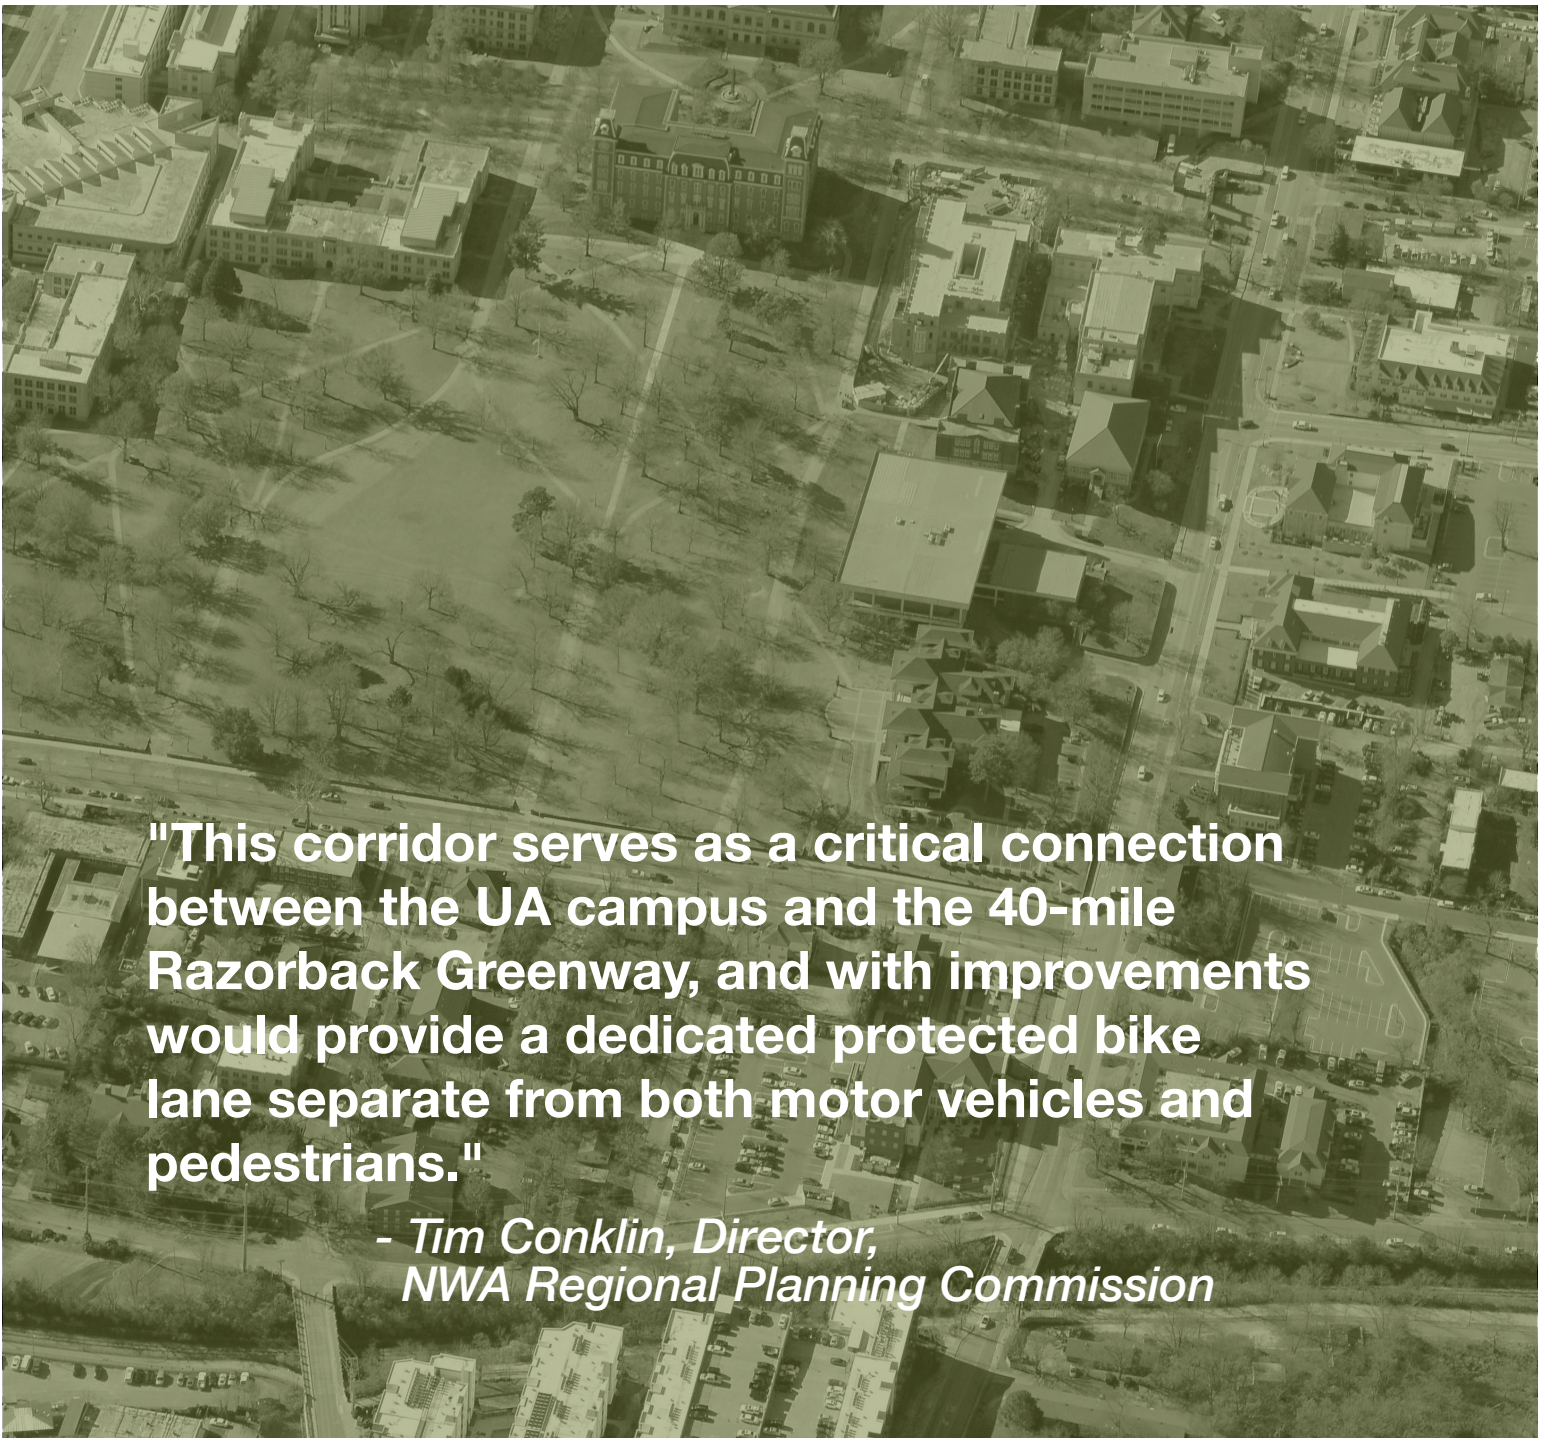 "This corridor serves as a critical connection
between the UA campus and the 40-mile
Razorback Greenway, and with improvements
would provide a dedicated protected bike
lane separate from both motor vehicles and
pedestrians."
- Tim Conklin, Director,
NWA Regional Planning Commission